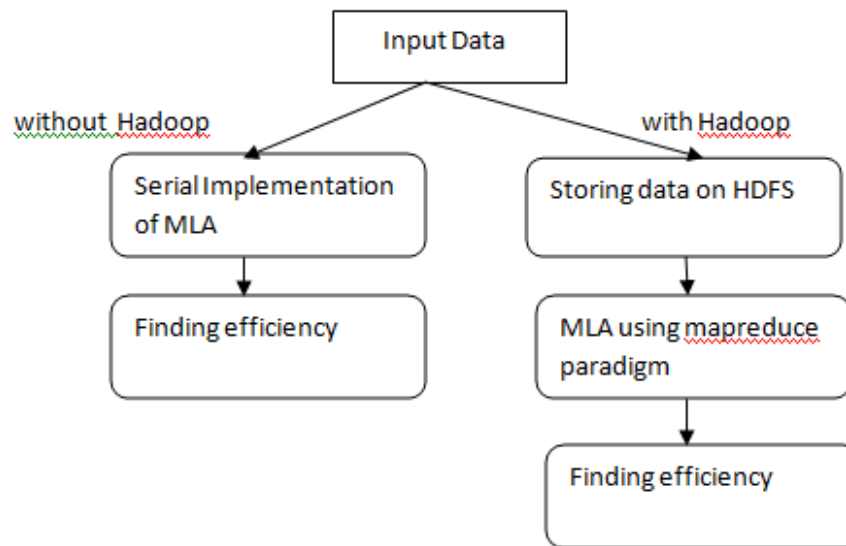 Input Data
without Hadoop
with Hadoop
Serial Implementation
of MLA
Storing data on HDFS
Finding efficiency
MLA using mapreduce
paradigm
Finding efficiency